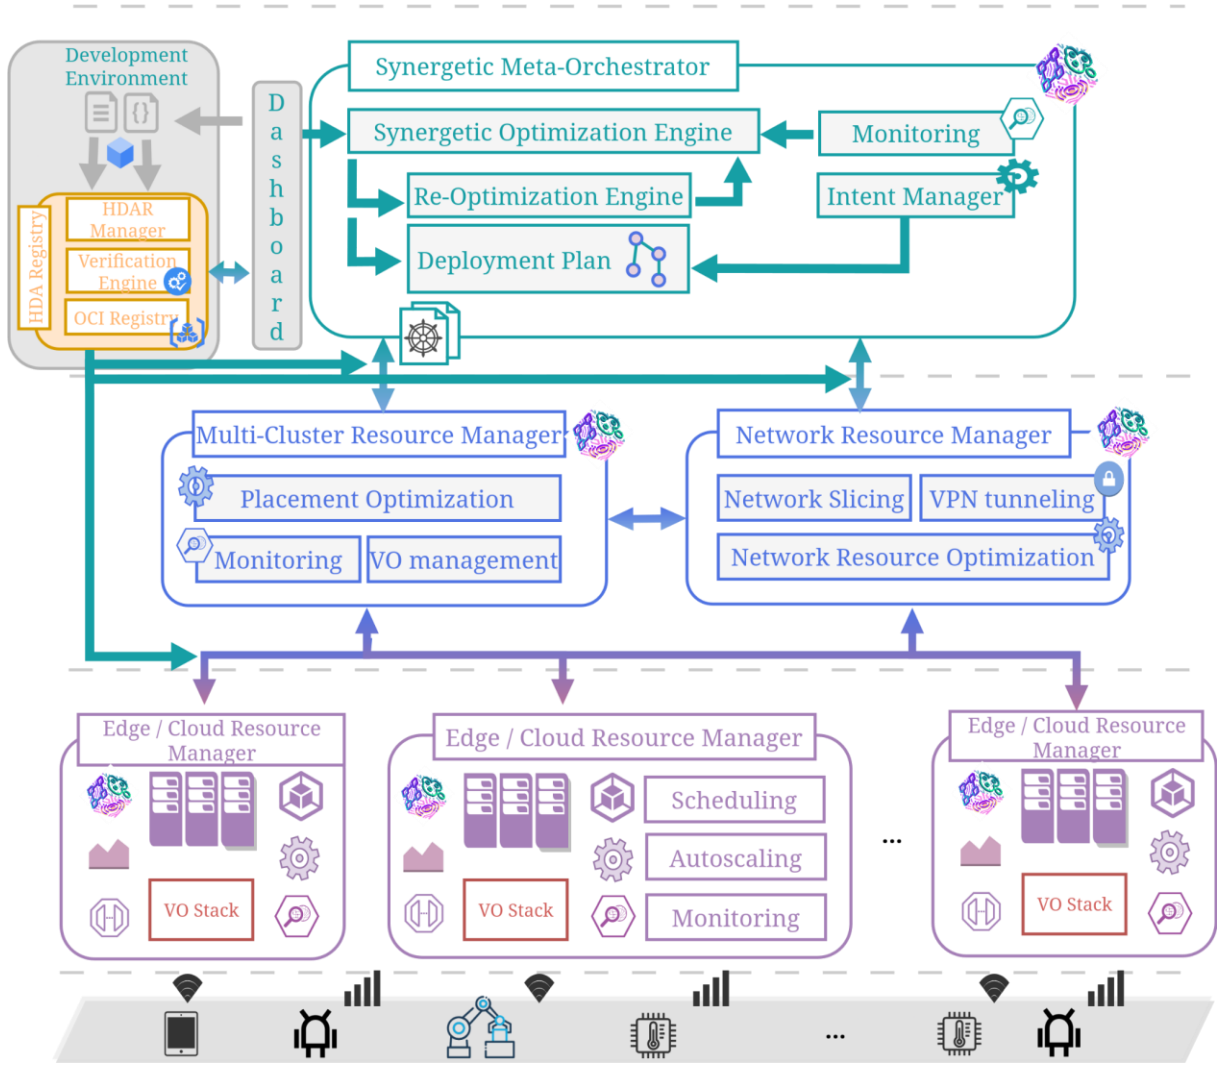 Development
Environment
{}
HDA Registry
HDAR
Manager
Verification
Engine
OCI Registry
Dashboard
Synergetic Meta-Orchestrator
Synergetic Optimization Engine
Monitoring
Re-Optimization Engine
Intent Manager
Deployment Plan
Multi-Cluster Resource Manager
Placement Optimization
Monitoring
VO management
Network Resource Manager
Network Slicing
VPN tunneling
Network Resource Optimization
Edge / Cloud Resource
Manager
VO Stack
Edge / Cloud Resource Manager
Scheduling
Autoscaling
Monitoring
VO Stack
...
Edge / Cloud Resource
Manager
VO Stack
...